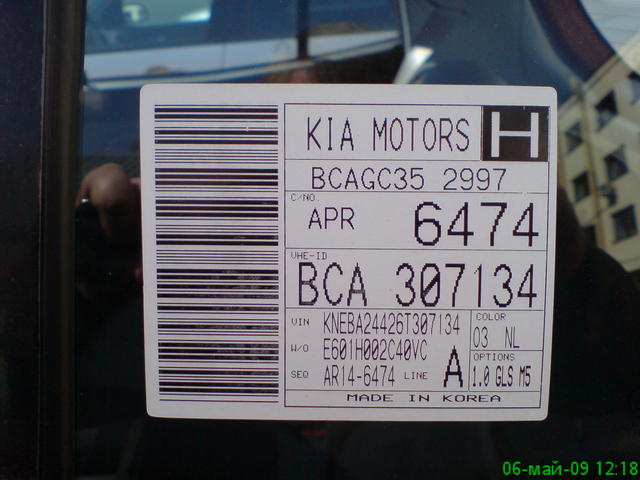 KIA MOTORS H
BCAGC35 2997
C/NO.
APR 6474
VHE-ID
BCA 307134
VIN KNEBA24426T307134
COLOR
03 NL
W/O E601H002C40VC
OPTIONS
SEQ AR14-6474 LINE A
1.0 GLS M5
MADE IN KOREA
06-май-09 12:18